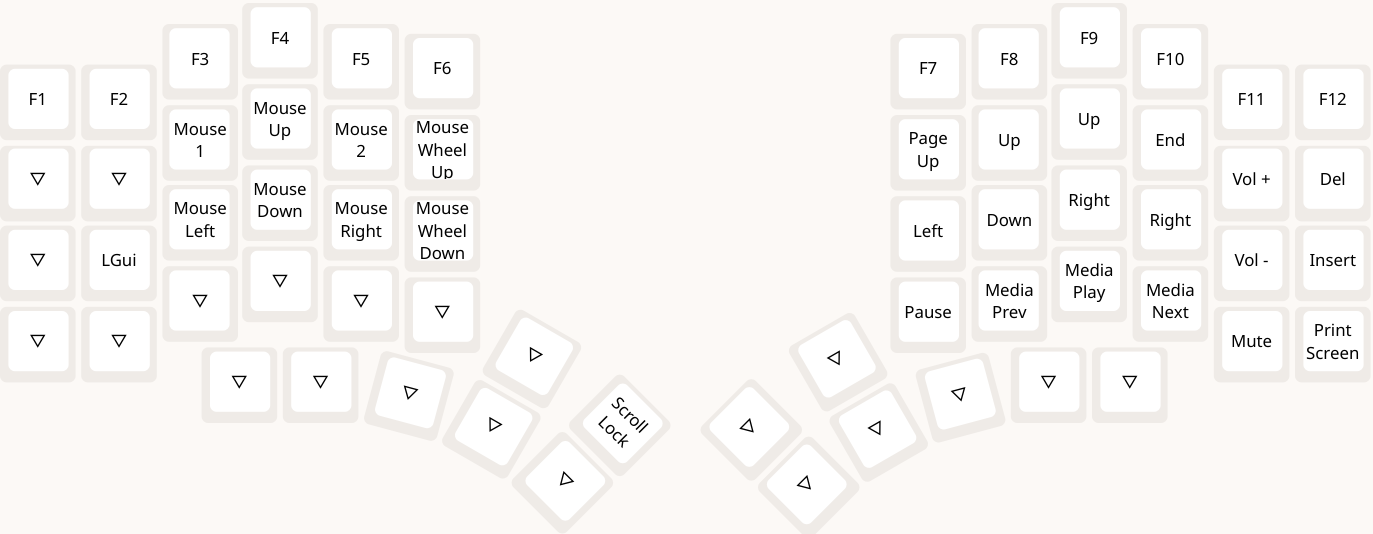 F1
F2
F3
F4
F5
F6
Mouse
1
Mouse
Up
Mouse
2
Mouse
Wheel
Up
Mouse
Left
Mouse
Down
Mouse
Right
Mouse
Wheel
Down
LGui
Scroll
Lock
F7
F8
F9
F10
F11
F12
Page
Up
Up
Up
End
Vol +
Del
Left
Down
Right
Right
Vol -
Insert
Pause
Media
Prev
Media
Play
Media
Next
Mute
Print
Screen